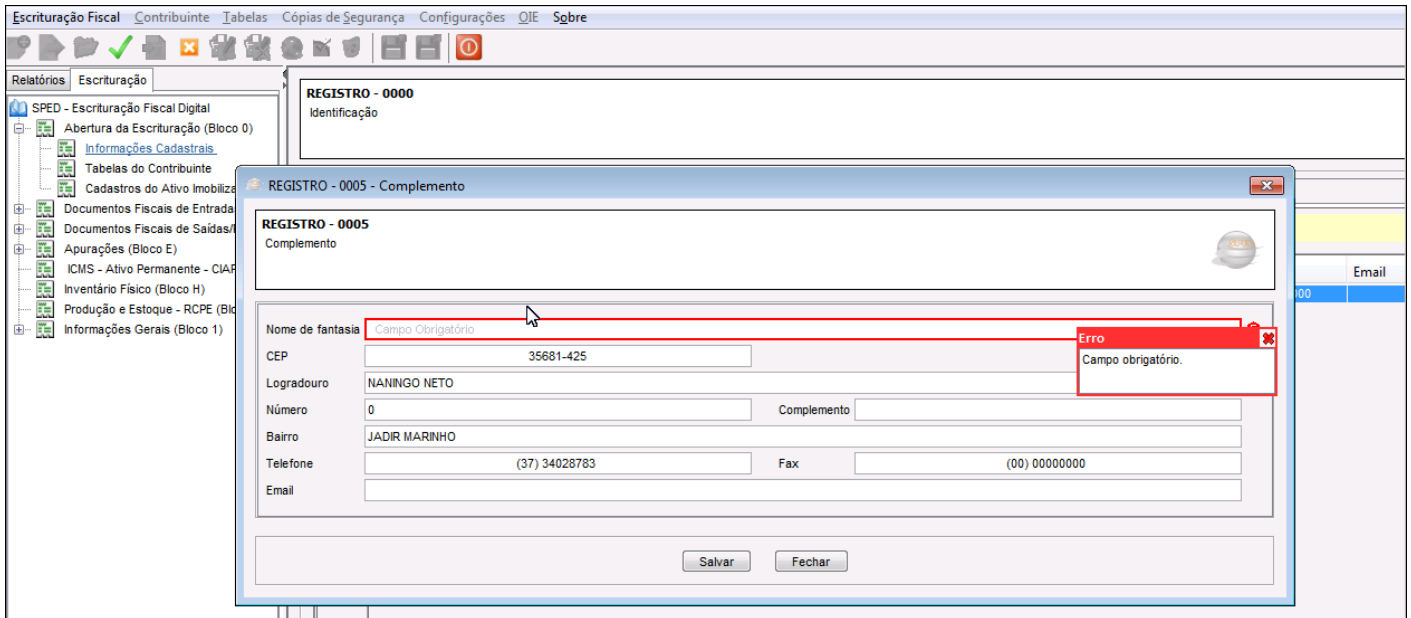 Escrituração Fiscal Contribuinte Tabelas Cópias de Segurança Configurações OIE Sobre
Relatórios Escrituração
SPED - Escrituração Fiscal Digital
Abertura da Escrituração (Bloco 0)
Informações Cadastrais
Tabelas do Contribuinte
Cadastros do Ativo Imobiliza
Documentos Fiscais de Entrada
Documentos Fiscais de Saídas/
Apurações (Bloco E)
ICMS - Ativo Permanente - CIAP
Inventário Físico (Bloco H)
Produção e Estoque - RCPE (Blo
Informações Gerais (Bloco 1)
REGISTRO - 0000
Identificação
Email
000
REGISTRO - 0005 - Complemento
REGISTRO - 0005
Complemento
Nome de fantasia Campo Obrigatório
Erro
Campo obrigatório.
CEP 35681-425
Logradouro NANINGO NETO
Número 0 Complemento
Bairro JADIR MARINHO
Telefone (37) 34028783 Fax (00) 00000000
Email
Salvar Fechar